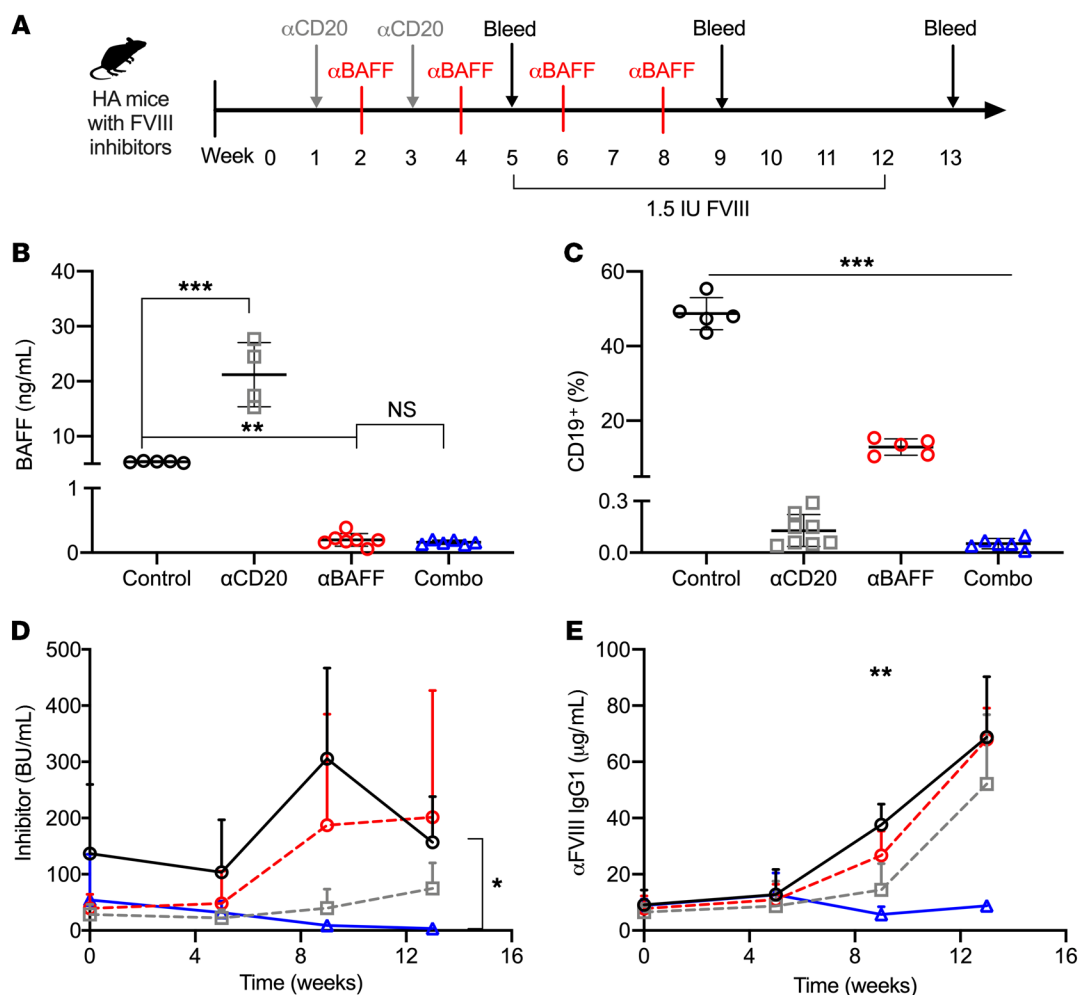 A
αCD20 αCD20 Bleed Bleed Bleed
αBAFF αBAFF αBAFF αBAFF
HA mice
with FVIII
inhibitors
Week 0 1 2 3 4 5 6 7 8 9 10 11 12 13
1.5 IU FVIII
B
BAFF (ng/mL)
40
30
20
10
1
0
***
**
NS
Control αCD20 αBAFF Combo
C
CD19+ (%)
60
40
20
0.3
0.0
***
Control αCD20 αBAFF Combo
D
Inhibitor (BU/mL)
500
400
300
200
100
0
*
0 4 8 12 16
Time (weeks)
E
αFVIII IgG1 (μg/mL)
100
80
60
40
20
0
**
0 4 8 12 16
Time (weeks)